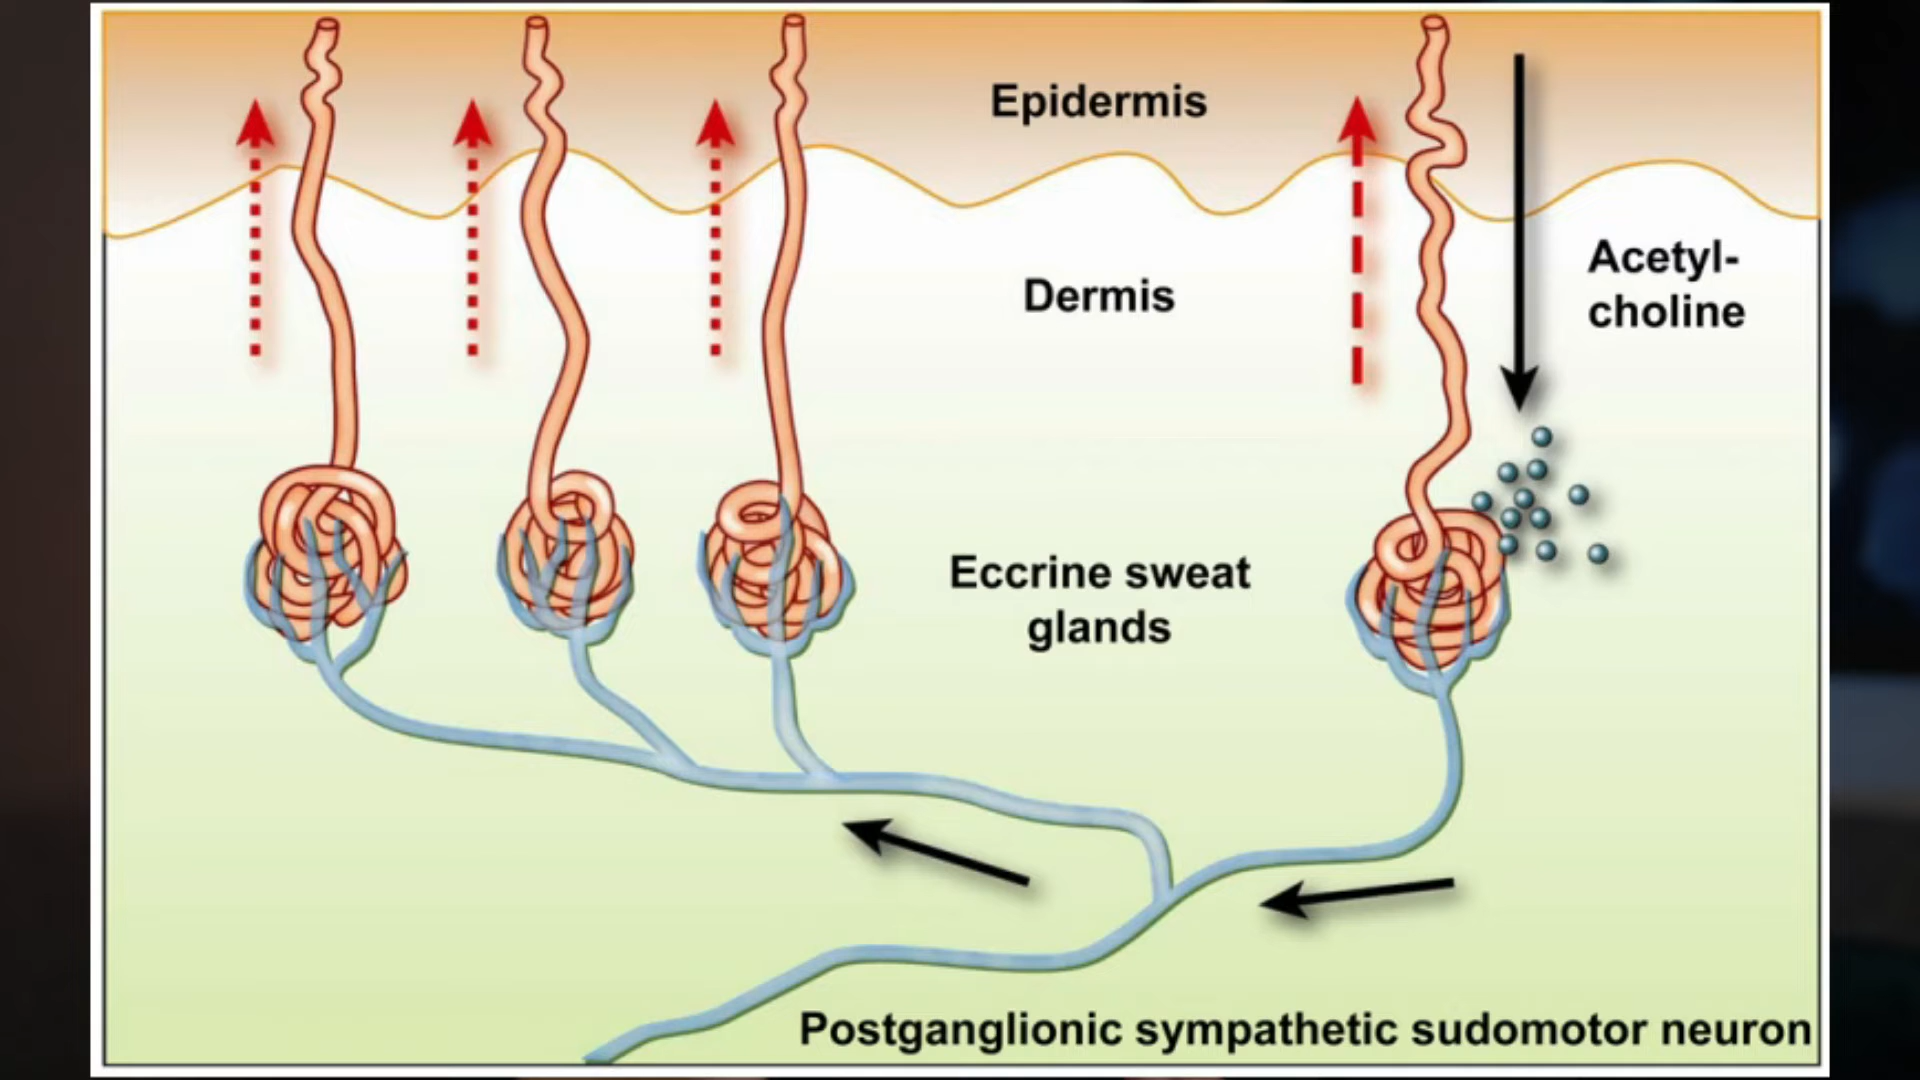 Epidermis
Dermis
Acetyl-
choline
Eccrine sweat
glands
Postganglionic sympathetic sudomotor neuron